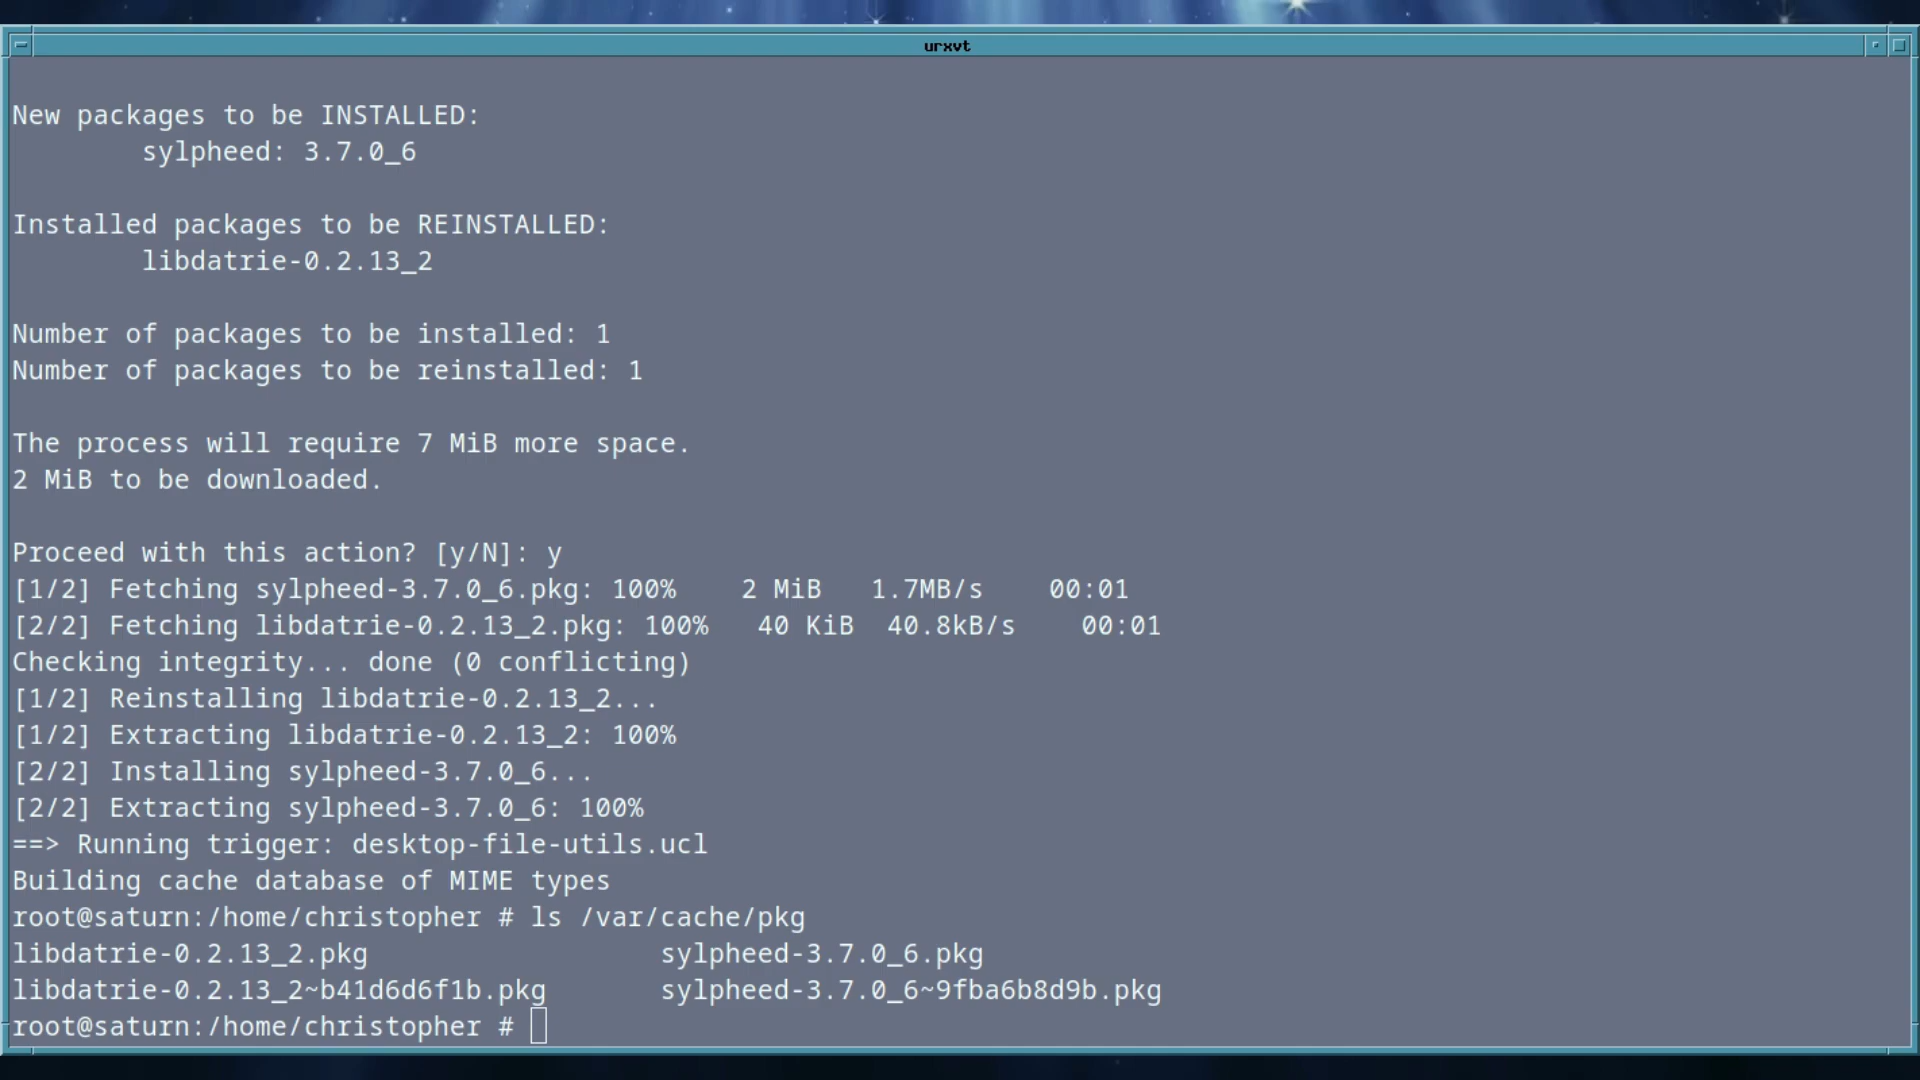 urxvt
New packages to be INSTALLED:
sylpheed: 3.7.0_6
Installed packages to be REINSTALLED:
libdatrie-0.2.13_2
Number of packages to be installed: 1
Number of packages to be reinstalled: 1
The process will require 7 MiB more space.
2 MiB to be downloaded.
Proceed with this action? [y/N]: y
[1/2] Fetching sylpheed-3.7.0_6.pkg: 100%    2 MiB   1.7MB/s    00:01
[2/2] Fetching libdatrie-0.2.13_2.pkg: 100%   40 KiB  40.8kB/s    00:01
Checking integrity... done (0 conflicting)
[1/2] Reinstalling libdatrie-0.2.13_2...
[1/2] Extracting libdatrie-0.2.13_2: 100%
[2/2] Installing sylpheed-3.7.0_6...
[2/2] Extracting sylpheed-3.7.0_6: 100%
==> Running trigger: desktop-file-utils.ucl
Building cache database of MIME types
root@saturn:/home/christopher # ls /var/cache/pkg
libdatrie-0.2.13_2.pkg                  sylpheed-3.7.0_6.pkg
libdatrie-0.2.13_2~b41d6d6f1b.pkg       sylpheed-3.7.0_6~9fba6b8d9b.pkg
root@saturn:/home/christopher #